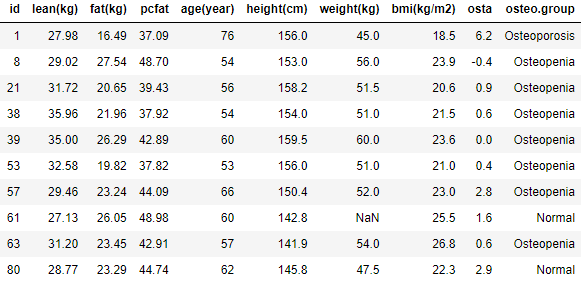 id lean(kg) fat(kg) pcfat age(year) height(cm) weight(kg) bmi(kg/m2) osta osteo.group
1 27.98 16.49 37.09 76 156.0 45.0 18.5 6.2 Osteoporosis
8 29.02 27.54 48.70 54 153.0 56.0 23.9 -0.4 Osteopenia
21 31.72 20.65 39.43 56 158.2 51.5 20.6 0.9 Osteopenia
38 35.96 21.96 37.92 54 154.0 51.0 21.5 0.6 Osteopenia
39 35.00 26.29 42.89 60 159.5 60.0 23.6 0.0 Osteopenia
53 32.58 19.82 37.82 53 156.0 51.0 21.0 0.4 Osteopenia
57 29.46 23.24 44.09 66 150.4 52.0 23.0 2.8 Osteopenia
61 27.13 26.05 48.98 60 142.8 NaN 25.5 1.6 Normal
63 31.20 23.45 42.91 57 141.9 54.0 26.8 0.6 Osteopenia
80 28.77 23.29 44.74 62 145.8 47.5 22.3 2.9 Normal